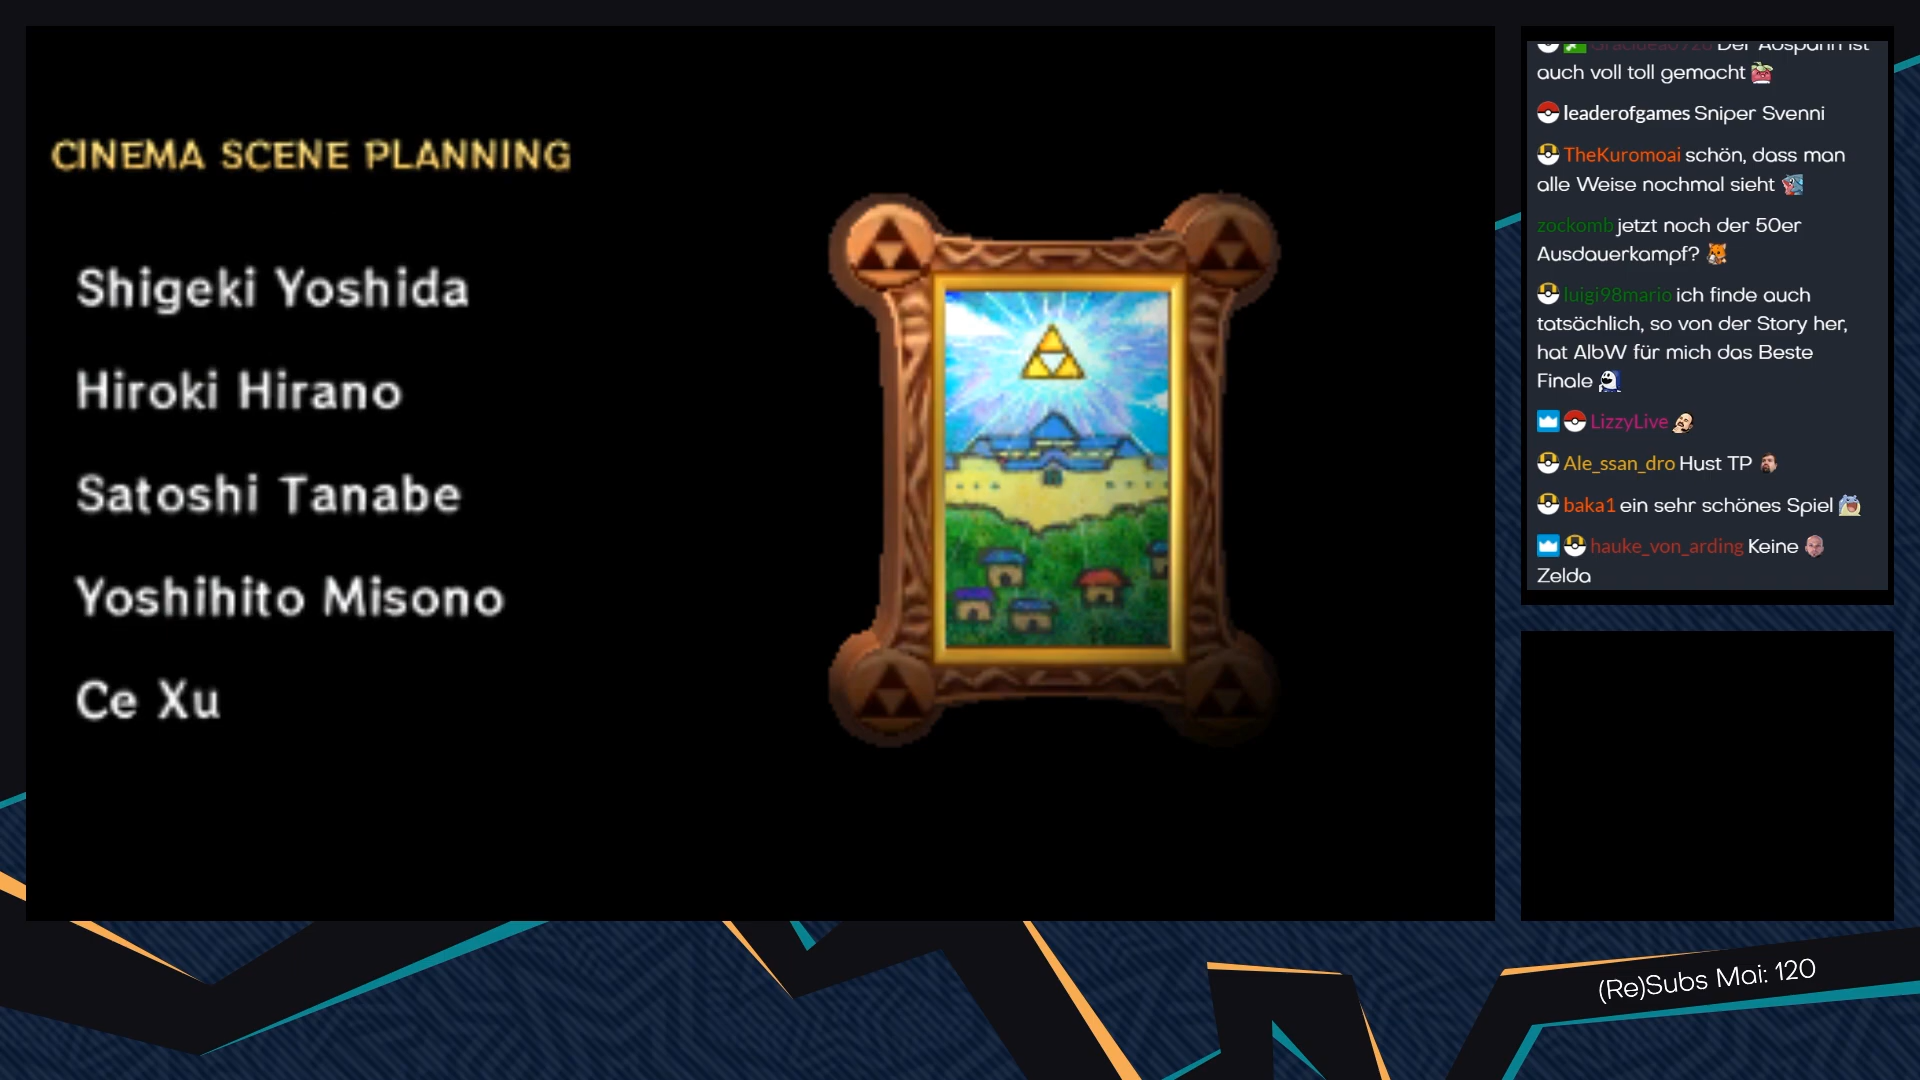 CINEMA SCENE PLANNING
Shigeki Yoshida
Hiroki Hirano
Satoshi Tanabe
Yoshihito Misono
Ce Xu
Der Abspann ist
auch voll toll gemacht
leaderofgames Sniper Svenni
TheKuromoai schön, dass man
alle Weise nochmal sieht
zockomb jetzt noch der 50er
Ausdauerkampf?
luigi98mario ich finde auch
tatsächlich, so von der Story her,
hat AlbW für mich das Beste
Finale
LizzyLive
Ale_ssan_dro Hust TP
baka1 ein sehr schönes Spiel
hauke_von_arding Keine
Zelda
(Re)Subs Mai: 120